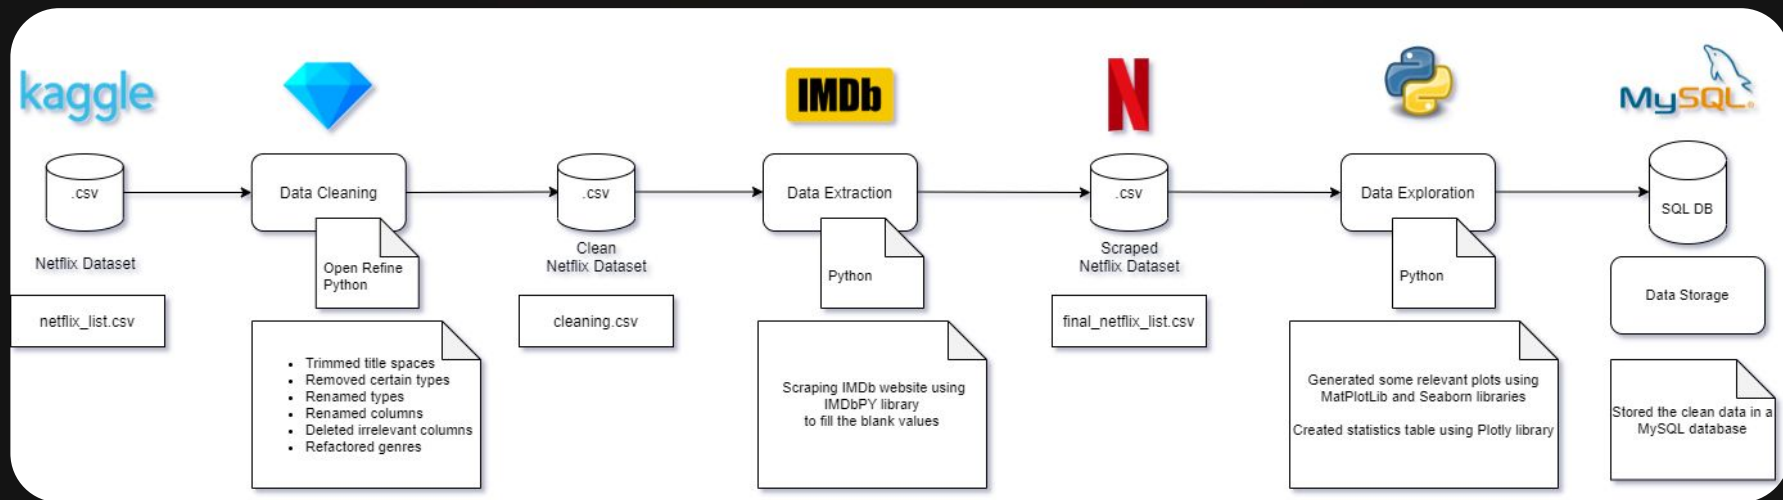 kaggle
IMDb
N
MySQL
.csv
Data Cleaning
.csv
Data Extraction
.csv
Data Exploration
SQL DB
Netflix Dataset
Open Refine
Python
Clean
Netflix Dataset
Python
Scraped
Netflix Dataset
Python
Data Storage
netflix_list.csv
cleaning.csv
final_netflix_list.csv
Trimmed title spaces
Removed certain types
Renamed types
Renamed columns
Deleted irrelevant columns
Refactored genres
Scraping IMDb website using
IMDbPY library
to fill the blank values
Generated some relevant plots using
MatPlotLib and Seaborn libraries
Created statistics table using Plotly library
Stored the clean data in a
MySQL database